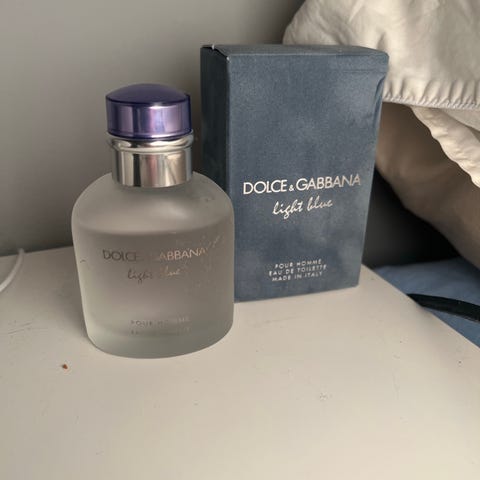 DOLCE & GABBANA
light blue
POUR HOMME
EAU DE TOILETTE
MADE IN ITALY
DOLCE & GABBANA
light blue
POUR HOMME